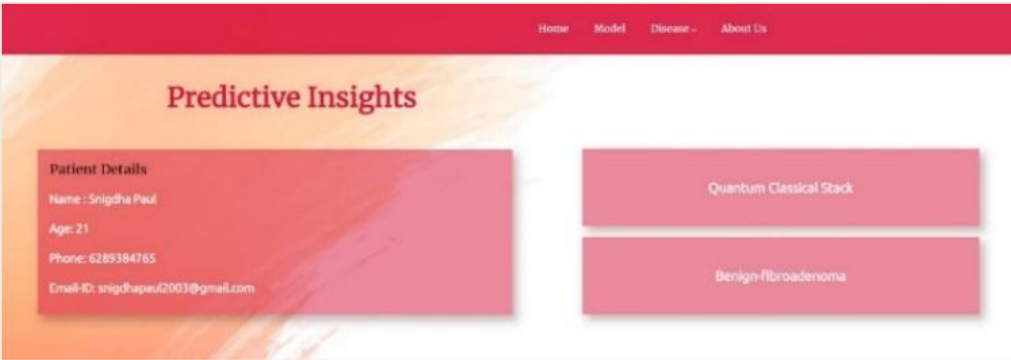 Home Model Disease About Us
Predictive Insights
Patient Details
Name : Snigdha Paul
Age: 21
Phone: 6289384765
Email-ID: snigdhapaul2003@gmail.com
Quantum Classical Stack
Benign-fibroadenoma